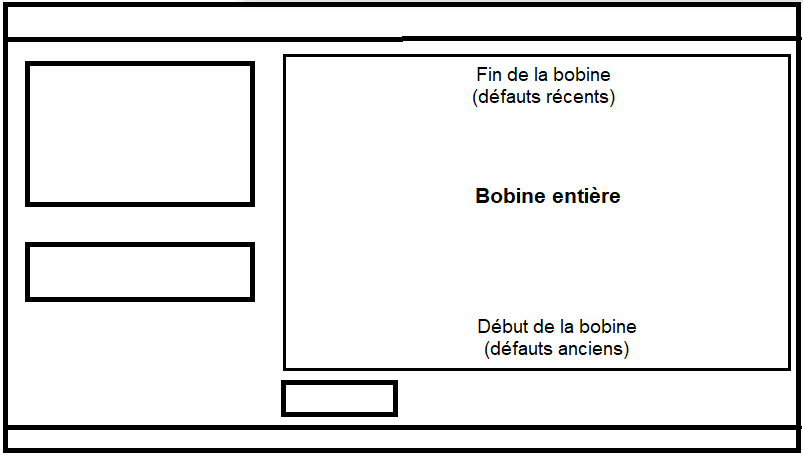 Fin de la bobine
(défauts récents)
Bobine entière
Début de la bobine
(défauts anciens)